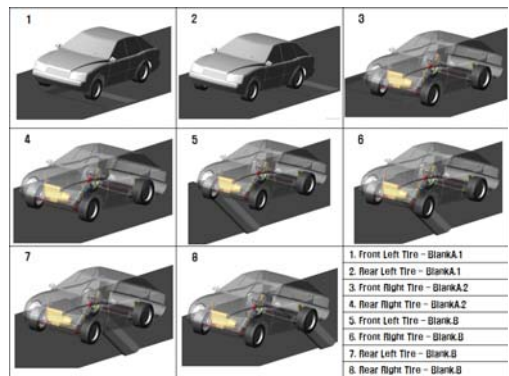 1
2
3
4
5
6
7
8
1. Front Left Tire - BlankA.1
2. Rear Left Tire - BlankA.1
3. Front Right Tire - BlankA.2
4. Rear Right Tire - BlankA.2
5. Front Left Tire - Blank.B
6. Front Right Tire - Blank.B
7. Rear Left Tire - Blank.B
8. Rear Right Tire - Blank.B